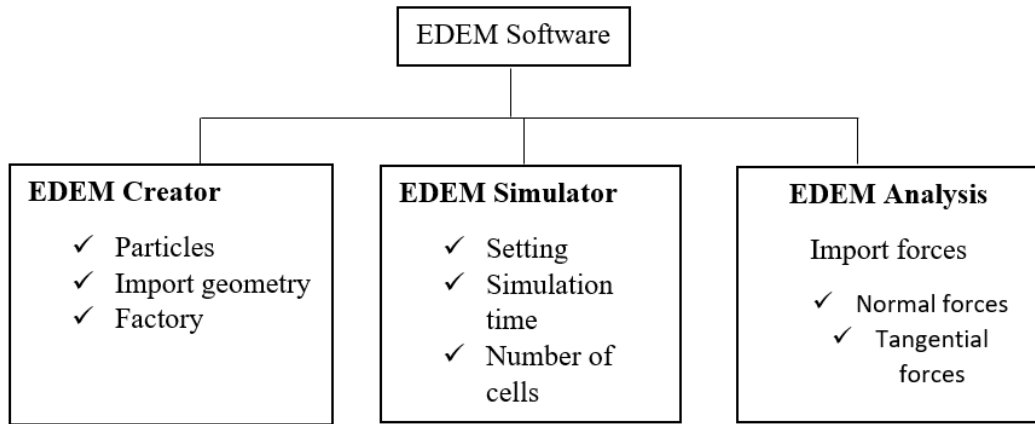 EDEM Software
EDEM Creator
✓ Particles
✓ Import geometry
✓ Factory
EDEM Simulator
✓ Setting
✓ Simulation
time
✓ Number of
cells
EDEM Analysis
Import forces
✓ Normal forces
✓ Tangential
forces